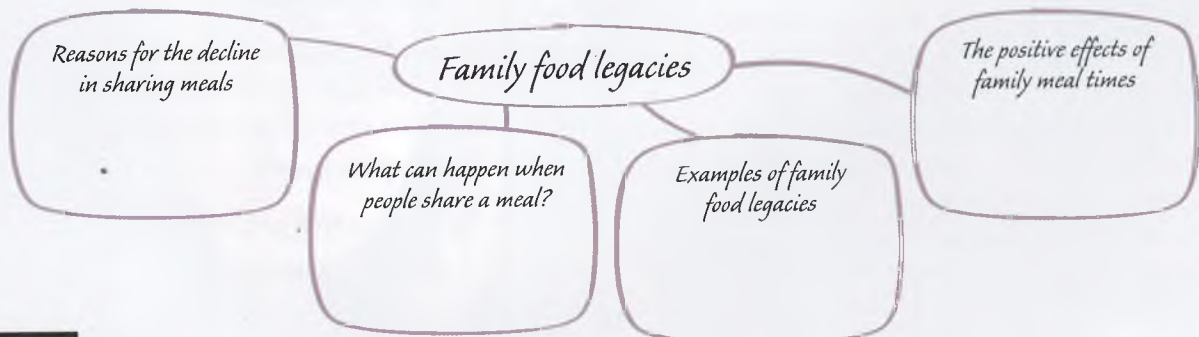 Reasons for the decline
in sharing meals
Family food legacies
The positive effects of
family meal times
What can happen when
people share a meal?
Examples of family
food legacies